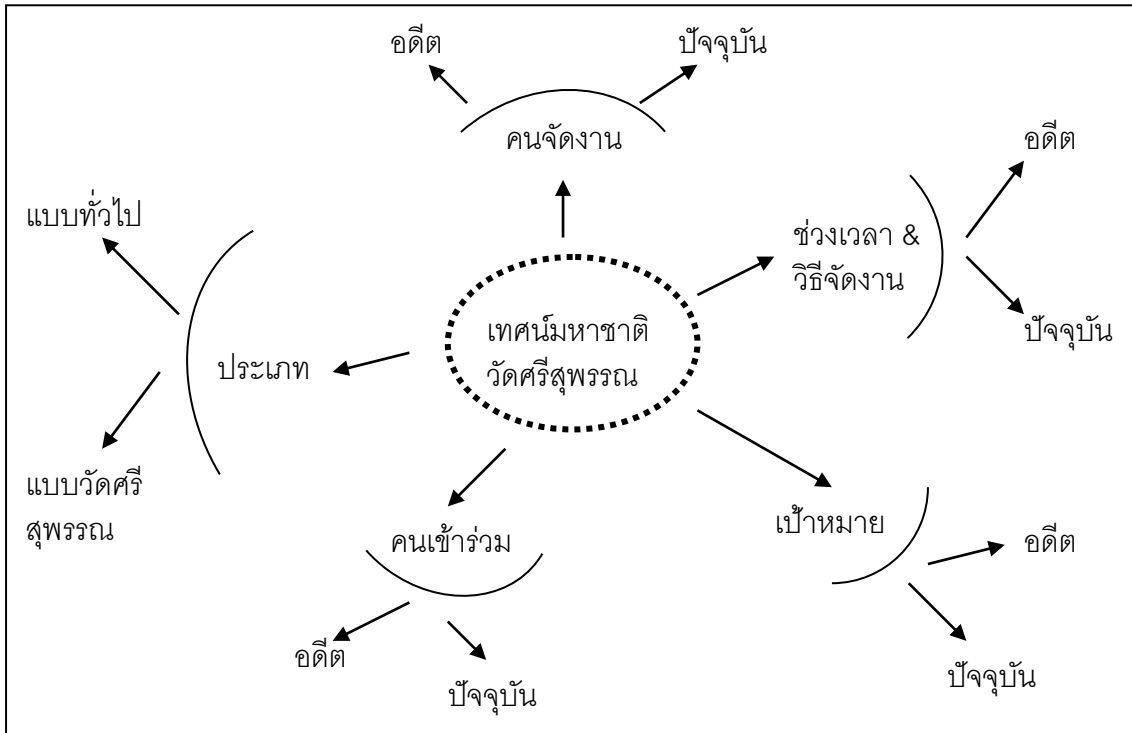 อดีต
ปัจจุบัน
คนจัดงาน
อดีต
ช่วงเวลา &
วิธีจัดงาน
ปัจจุบัน
แบบทั่วไป
ประเภท
แบบวัดศรี
สุพรรณ
เทศน์มหาชาติ
วัดศรีสุพรรณ
คนเข้าร่วม
อดีต
ปัจจุบัน
เป้าหมาย
อดีต
ปัจจุบัน